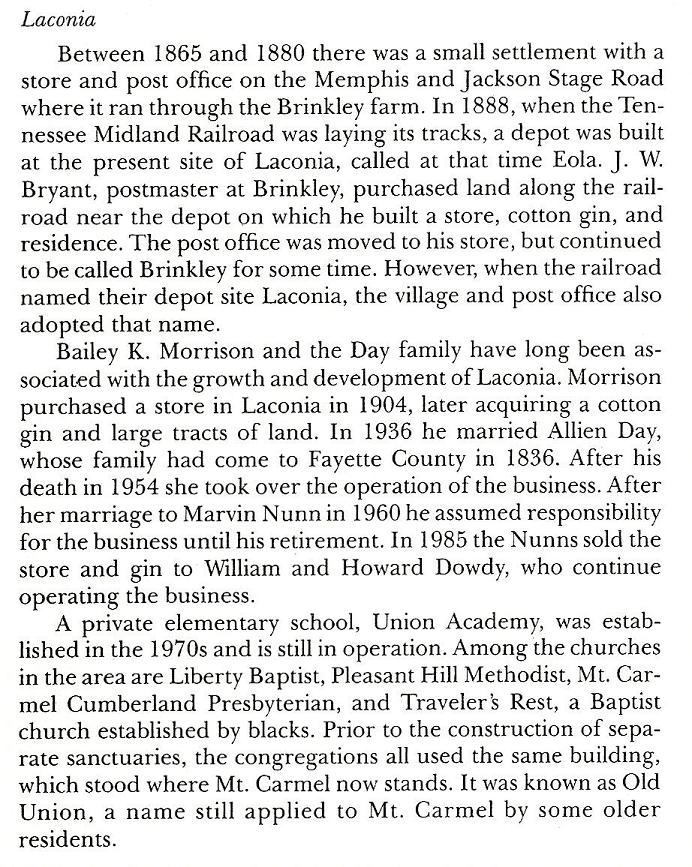 Laconia
Between 1865 and 1880 there was a small settlement with a
store and post office on the Memphis and Jackson Stage Road
where it ran through the Brinkley farm. In 1888, when the Ten-
nessee Midland Railroad was laying its tracks, a depot was built
at the present site of Laconia, called at that time Eola. J. W.
Bryant, postmaster at Brinkley, purchased land along the rail-
road near the depot on which he built a store, cotton gin, and
residence. The post office was moved to his store, but continued
to be called Brinkley for some time. However, when the railroad
named their depot site Laconia, the village and post office also
adopted that name.
Bailey K. Morrison and the Day family have long been as-
sociated with the growth and development of Laconia. Morrison
purchased a store in Laconia in 1904, later acquiring a cotton
gin and large tracts of land. In 1936 he married Allien Day,
whose family had come to Fayette County in 1836. After his
death in 1954 she took over the operation of the business. After
her marriage to Marvin Nunn in 1960 he assumed responsibility
for the business until his retirement. In 1985 the Nunns sold the
store and gin to William and Howard Dowdy, who continue
operating the business.
A private elementary school, Union Academy, was estab-
lished in the 1970s and is still in operation. Among the churches
in the area are Liberty Baptist, Pleasant Hill Methodist, Mt. Car-
mel Cumberland Presbyterian, and Traveler's Rest, a Baptist
church established by blacks. Prior to the construction of sepa-
rate sanctuaries, the congregations all used the same building,
which stood where Mt. Carmel now stands. It was known as Old
Union, a name still applied to Mt. Carmel by some older
residents.